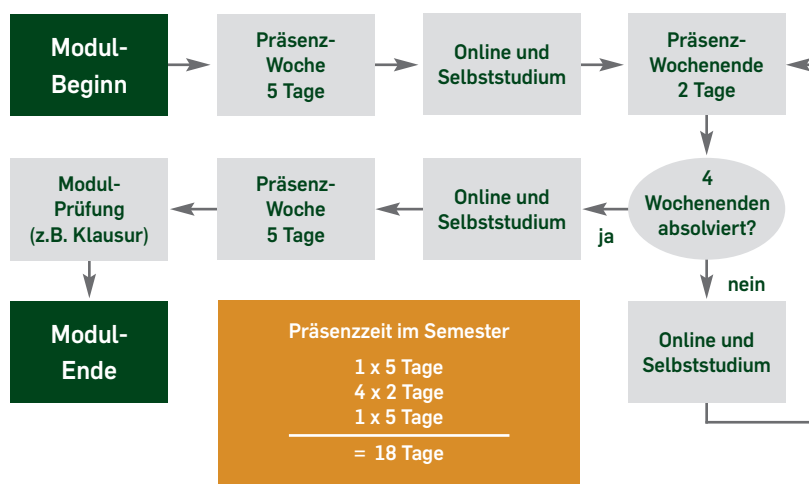 Modul-
Beginn
Präsenz-
Woche
5 Tage
Online und
Selbststudium
Präsenz-
Wochenende
2 Tage
4
Wochenenden
absolviert?
ja
Online und
Selbststudium
Präsenz-
Woche
5 Tage
Modul-
Prüfung
(z.B. Klausur)
Modul-
Ende
nein
Online und
Selbststudium
Präsenzzeit im Semester
1 x 5 Tage
4 x 2 Tage
1 x 5 Tage
= 18 Tage